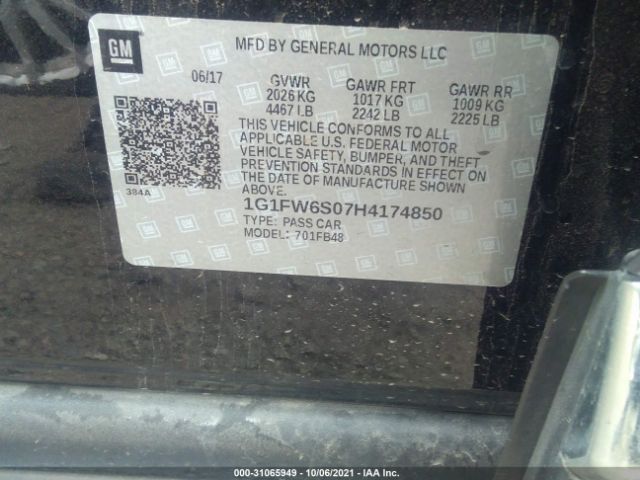 GM
MFD BY GENERAL MOTORS LLC
06/17 GVWR GAWR FRT GAWR RR
2026 KG 1017 KG 1009 KG
4467 LB 2242 LB 2225 LB
THIS VEHICLE CONFORMS TO ALL
APPLICABLE U.S. FEDERAL MOTOR
VEHICLE SAFETY, BUMPER, AND THEFT
PREVENTION STANDARDS IN EFFECT ON
THE DATE OF MANUFACTURE SHOWN
ABOVE.
384A
1G1FW6S07H4174850
TYPE: PASS CAR
MODEL: 701FB48
000-31065949 - 10/06/2021 - IAA Inc.